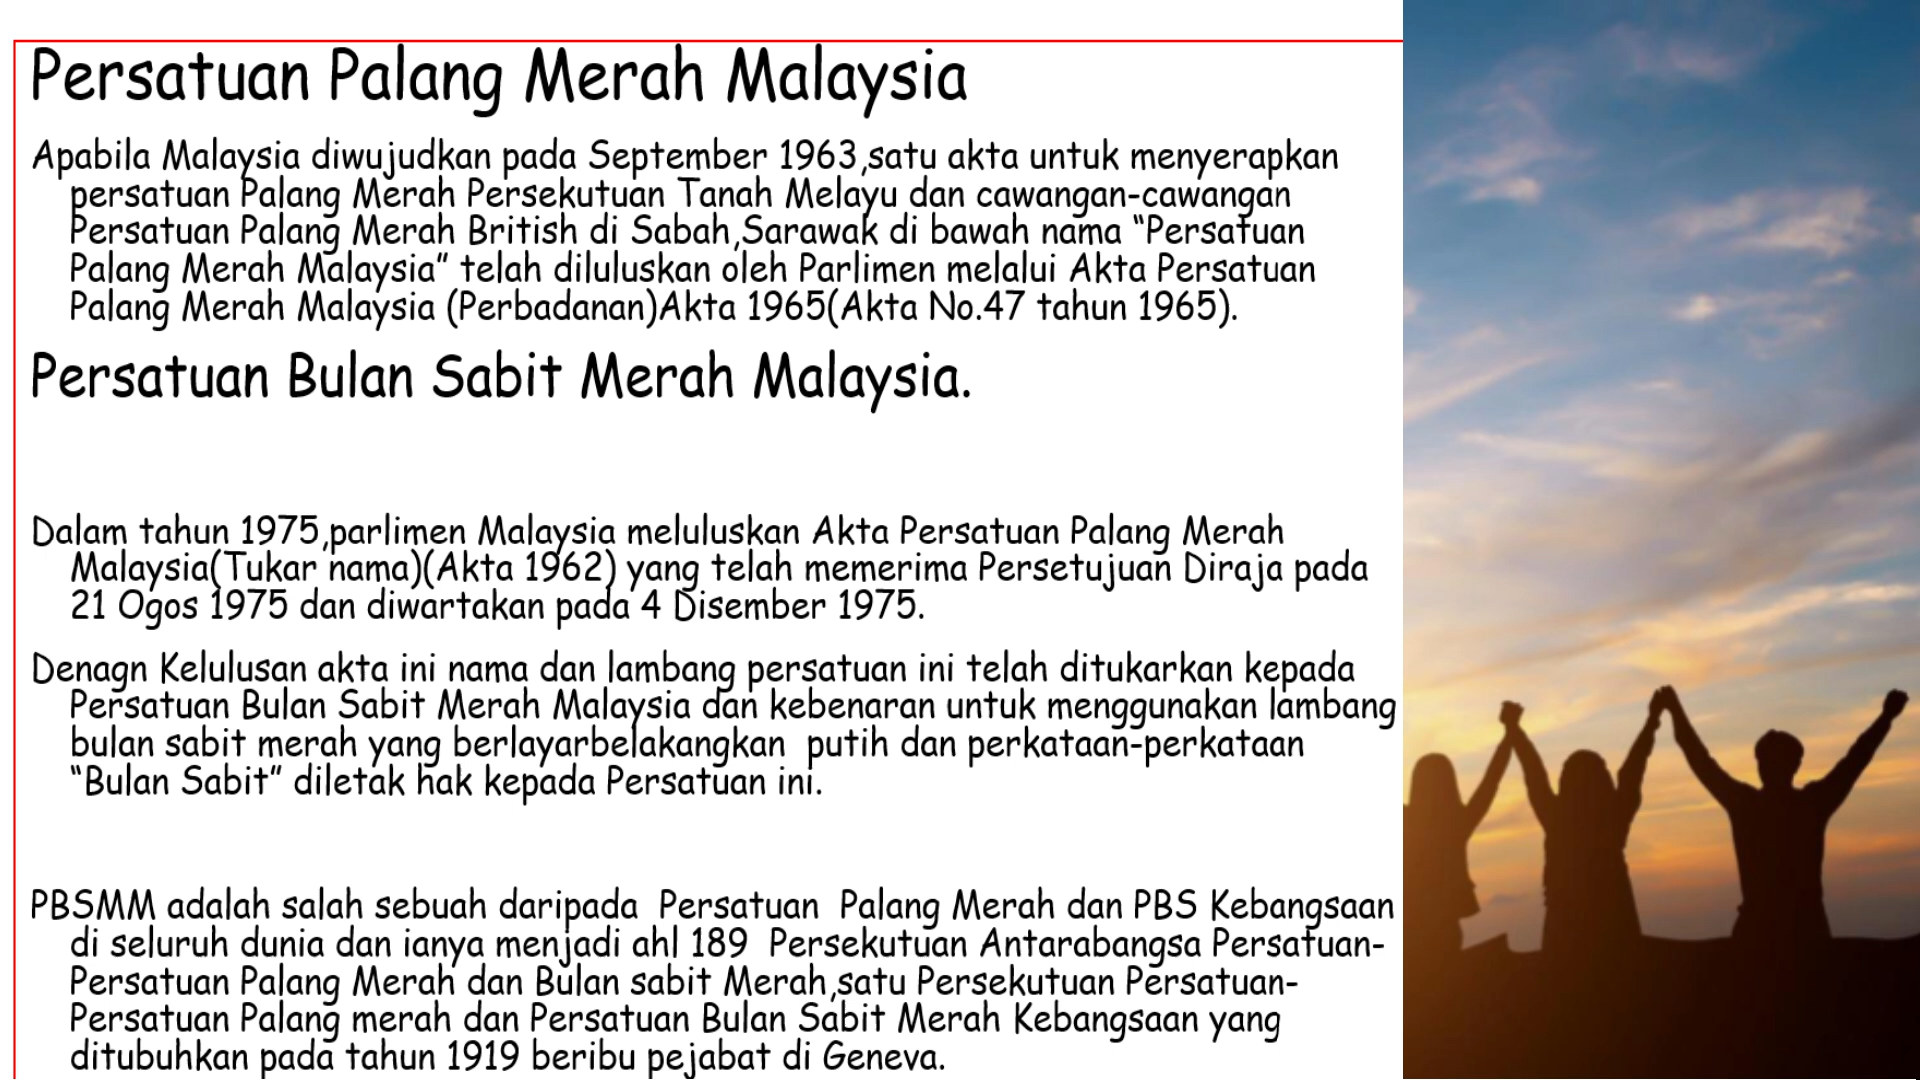 Persatuan Palang Merah Malaysia
Apabila Malaysia diwujudkan pada September 1963,satu akta untuk menyerapkan
persatuan Palang Merah Persekutuan Tanah Melayu dan cawangan-cawangan
Persatuan Palang Merah British di Sabah,Sarawak di bawah nama “Persatuan
Palang Merah Malaysia” telah diluluskan oleh Parlimen melalui Akta Persatuan
Palang Merah Malaysia (Perbadanan)Akta 1965(Akta No.47 tahun 1965).
Persatuan Bulan Sabit Merah Malaysia.
Dalam tahun 1975,parlimen Malaysia meluluskan Akta Persatuan Palang Merah
Malaysia(Tukar nama)(Akta 1962) yang telah memerima Persetujuan Diraja pada
21 Ogos 1975 dan diwartakan pada 4 Disember 1975.
Denagn Kelulusan akta ini nama dan lambang persatuan ini telah ditukarkan kepada
Persatuan Bulan Sabit Merah Malaysia dan kebenaran untuk menggunakan lambang
bulan sabit merah yang berlayarbelakangkan putih dan perkataan-perkataan
“Bulan Sabit” diletak hak kepada Persatuan ini.
PBSMM adalah salah sebuah daripada Persatuan Palang Merah dan PBS Kebangsaan
di seluruh dunia dan ianya menjadi ahl 189 Persekutuan Antarabangsa Persatuan-
Persatuan Palang Merah dan Bulan sabit Merah,satu Persekutuan Persatuan-
Persatuan Palang merah dan Persatuan Bulan Sabit Merah Kebangsaan yang
ditubuhkan pada tahun 1919 beribu pejabat di Geneva.